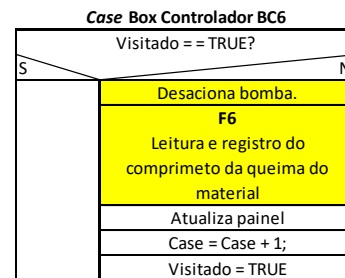 Case Box Controlador BC6
Visitado = = TRUE?
S
N
Desaciona bomba.
F6
Leitura e registro do
comprimeto da queima do
material
Atualiza painel
Case = Case + 1;
Visitado = TRUE